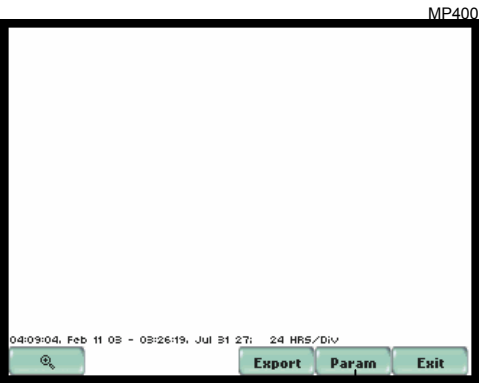 MP400
04:09:04, Feb 11 03 - 03:26:19, Jul 31 27: 24 HRS/Div
Export Param Exit